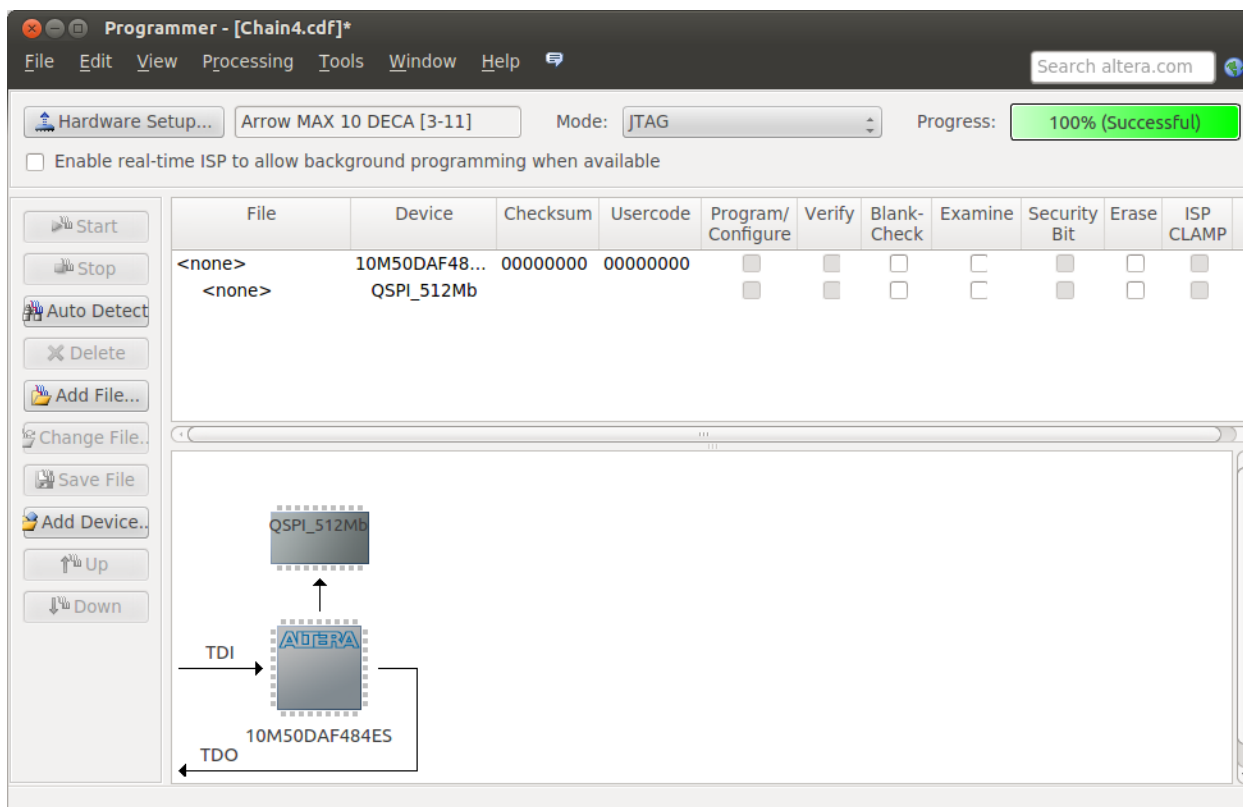 Programmer - [Chain4.cdf]*
File Edit View Processing Tools Window Help Search altera.com
Hardware Setup... Arrow MAX 10 DECA [3-11] Mode: JTAG Progress: 100% (Successful)
Enable real-time ISP to allow background programming when available
File Device Checksum Usercode Program/ Verify Blank- Examine Security Erase ISP
Configure Check Bit CLAMP
Start
Stop
Auto Detect
Delete
Add File...
Change File..
Save File
Add Device..
Up
Down
<none> 10M50DAF48... 00000000 00000000
<none> QSPI_512Mb
QSPI_512Mb
ALTERA
TDI
10M50DAF484ES
TDO